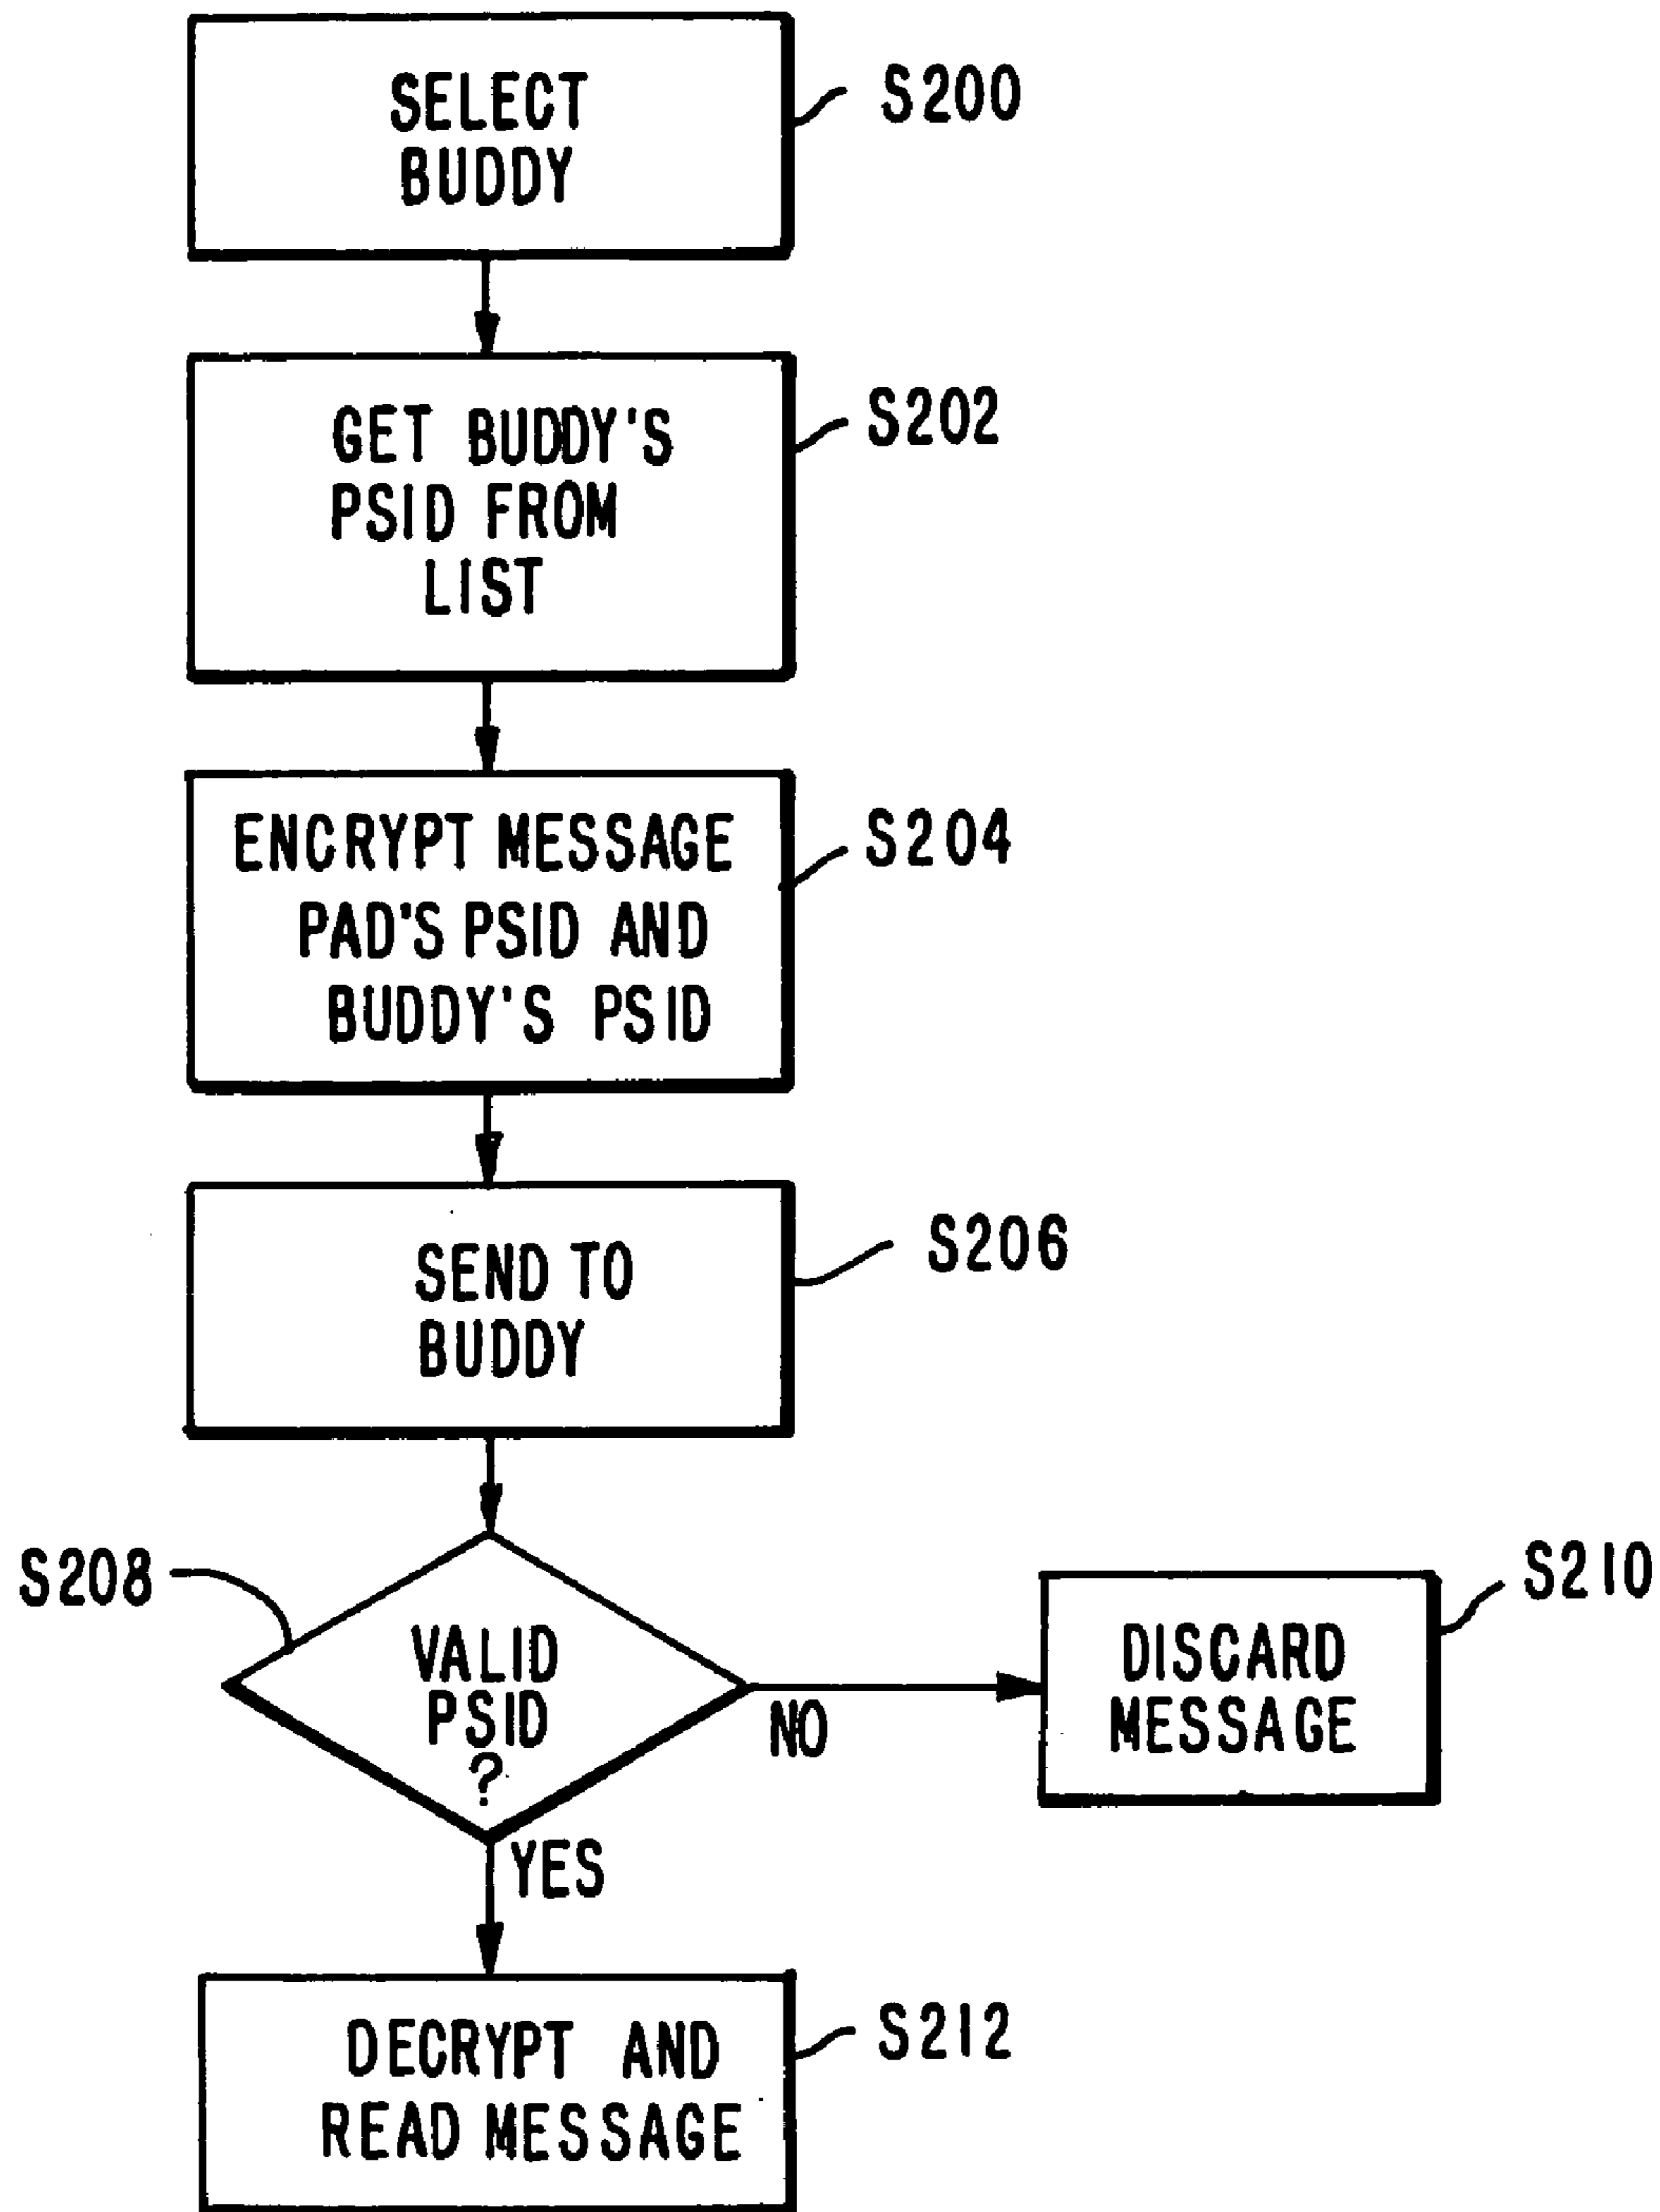 SELECT
BUDDY
S200
GET BUDDY'S
PSID FROM
LIST
S202
ENCRYPT MESSAGE
PAD'S PSID AND
BUDDY'S PSID
S204
SEND TO
BUDDY
S206
S208
VALID
PSID
?
NO
YES
DISCARD
MESSAGE
S210
DECRYPT AND
READ MESSAGE
S212